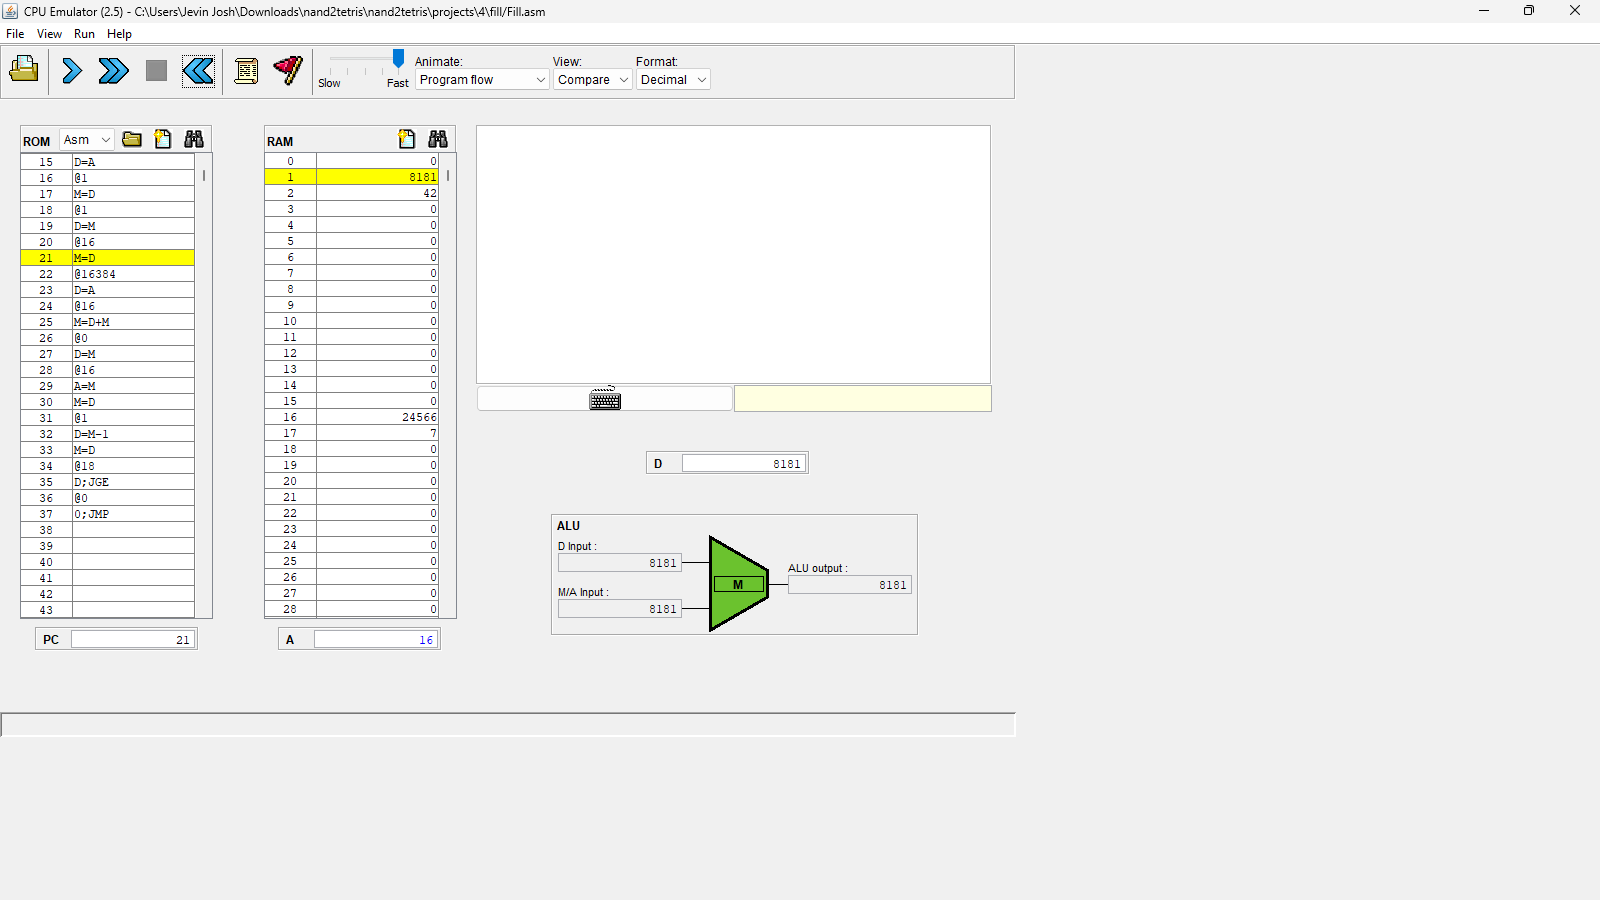 CPU Emulator (2.5) - C:\Users\Jevin Josh\Downloads\nand2tetris\nand2tetris\projects\4\fill/Fill.asm
File View Run Help
Slow Fast
Animate: View: Format:
Program flow Compare Decimal
ROM Asm
15 D=A
16 @1
17 M=D
18 @1
19 D=M
20 @16
21 M=D
22 @16384
23 D=A
24 @16
25 M=D+M
26 @0
27 D=M
28 @16
29 A=M
30 M=D
31 @1
32 D=M-1
33 M=D
34 @18
35 D;JGE
36 @0
37 0;JMP
38
39
40
41
42
43
PC 21
RAM
0 0
1 8181
2 42
3 0
4 0
5 0
6 0
7 0
8 0
9 0
10 0
11 0
12 0
13 0
14 0
15 0
16 24566
17 7
18 0
19 0
20 0
21 0
22 0
23 0
24 0
25 0
26 0
27 0
28 0
A 16
D 8181
ALU
D Input :
8181
M/A Input :
8181
M
ALU output :
8181